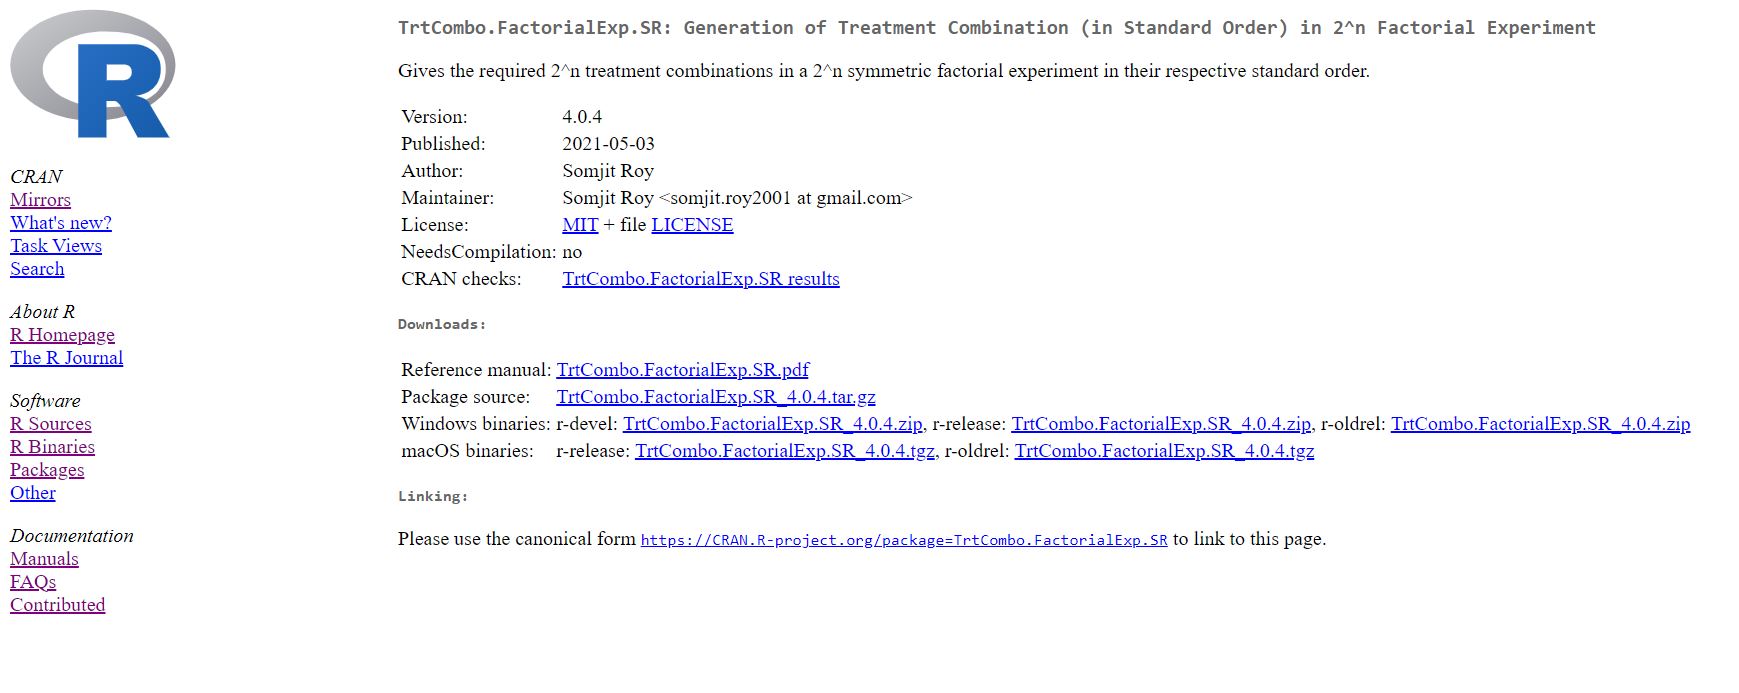 R
CRAN
Mirrors
What's new?
Task Views
Search
About R
R Homepage
The R Journal
Software
R Sources
R Binaries
Packages
Other
Documentation
Manuals
FAQs
Contributed
TrtCombo.FactorialExp.SR: Generation of Treatment Combination (in Standard Order) in 2^n Factorial Experiment
Gives the required 2^n treatment combinations in a 2^n symmetric factorial experiment in their respective standard order.
Version: 4.0.4
Published: 2021-05-03
Author: Somjit Roy
Maintainer: Somjit Roy <somjit.roy2001 at gmail.com>
License: MIT + file LICENSE
NeedsCompilation: no
CRAN checks: TrtCombo.FactorialExp.SR results
Downloads:
Reference manual: TrtCombo.FactorialExp.SR.pdf
Package source: TrtCombo.FactorialExp.SR_4.0.4.tar.gz
Windows binaries: r-devel: TrtCombo.FactorialExp.SR_4.0.4.zip, r-release: TrtCombo.FactorialExp.SR_4.0.4.zip, r-oldrel: TrtCombo.FactorialExp.SR_4.0.4.zip
macOS binaries: r-release: TrtCombo.FactorialExp.SR_4.0.4.tgz, r-oldrel: TrtCombo.FactorialExp.SR_4.0.4.tgz
Linking:
Please use the canonical form https://CRAN.R-project.org/package=TrtCombo.FactorialExp.SR to link to this page.